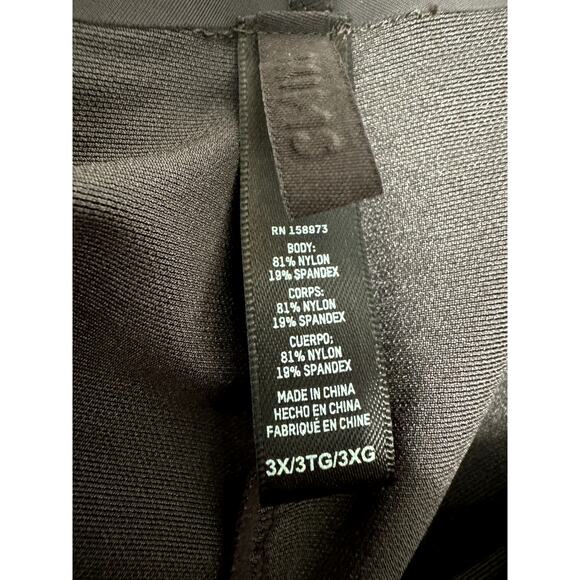 SKIMS
RN 158973
BODY:
81% NYLON
19% SPANDEX
CORPS:
81% NYLON
19% SPANDEX
CUERPO:
81% NYLON
19% SPANDEX
MADE IN CHINA
HECHO EN CHINA
FABRIQUÉ EN CHINE
3X/3TG/3XG